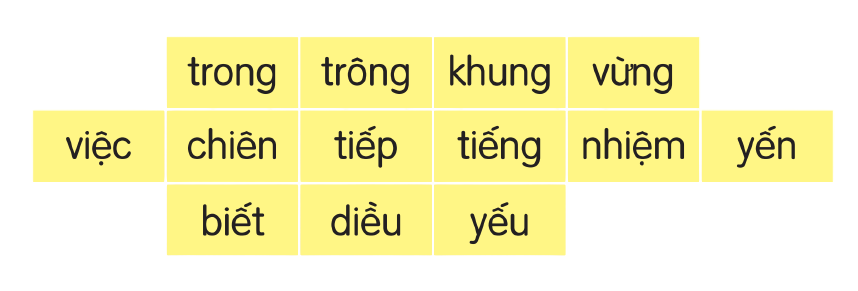 trong trông khung vừng
việc chiên tiếp tiếng nhiệm yến
biết diều yếu